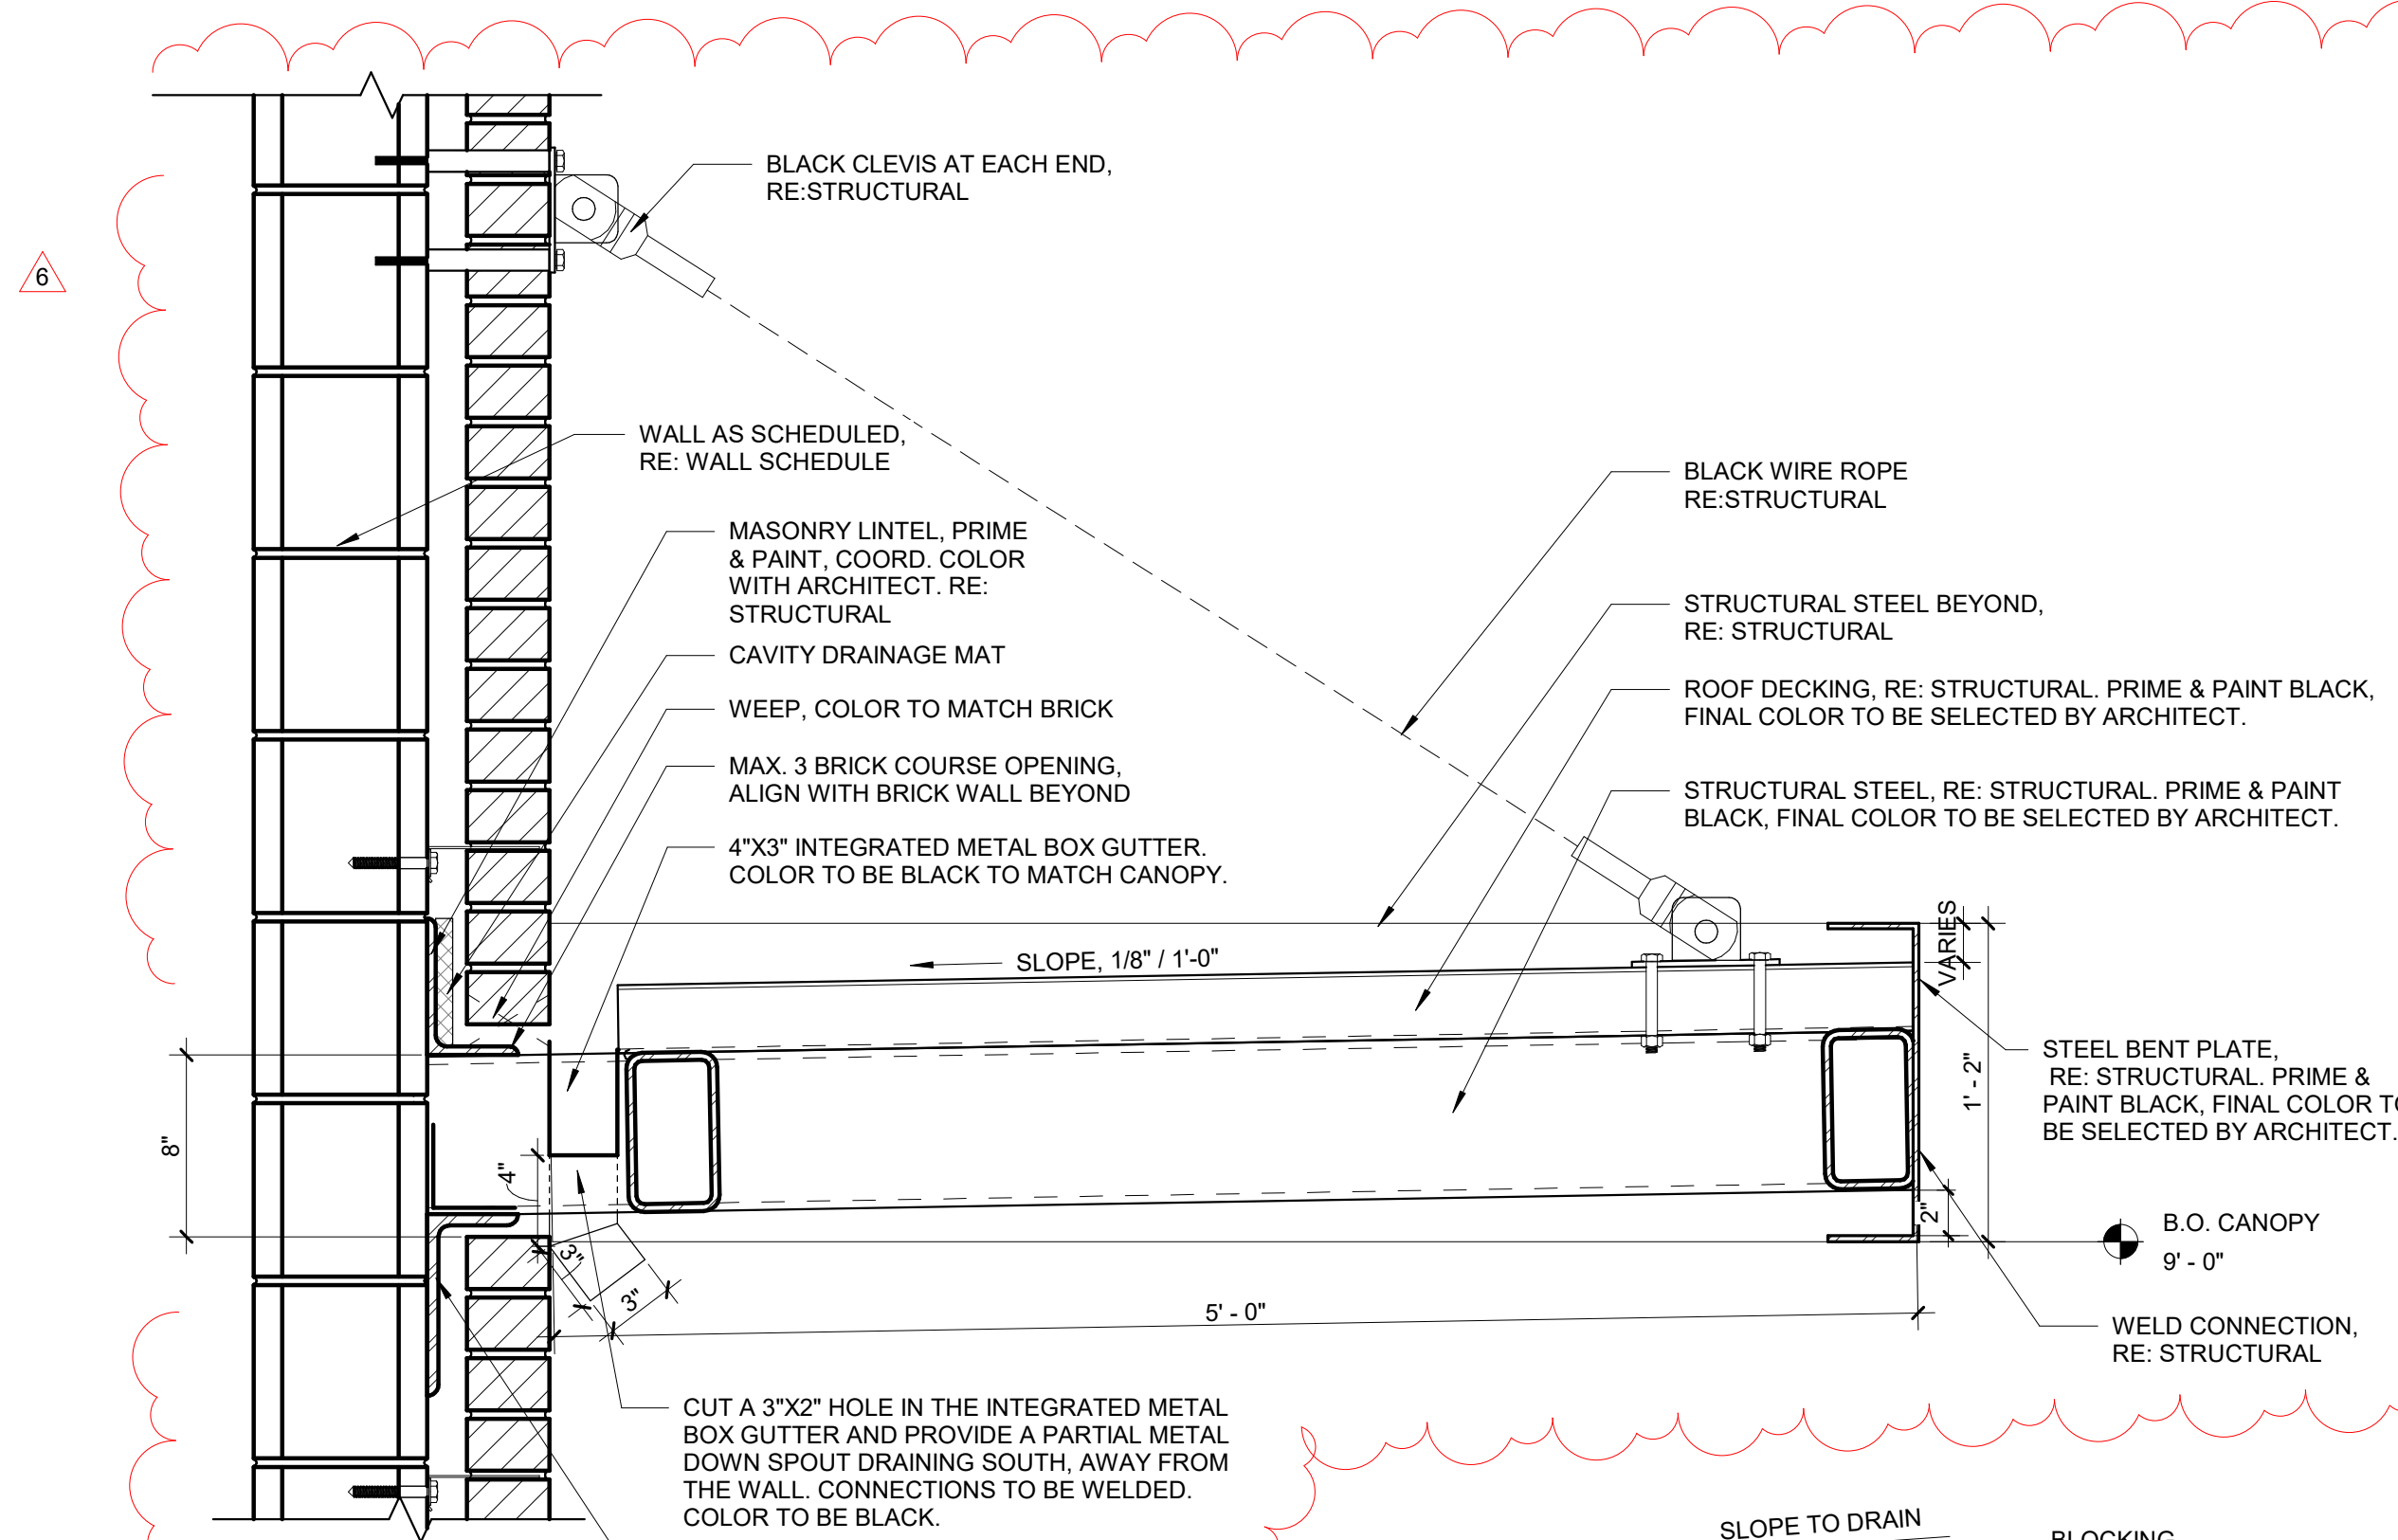 6
BLACK CLEVIS AT EACH END,
RE:STRUCTURAL
WALL AS SCHEDULED,
RE: WALL SCHEDULE
MASONRY LINTEL, PRIME
& PAINT, COORD. COLOR
WITH ARCHITECT. RE:
STRUCTURAL
CAVITY DRAINAGE MAT
WEEP, COLOR TO MATCH BRICK
MAX. 3 BRICK COURSE OPENING,
ALIGN WITH BRICK WALL BEYOND
4"X3" INTEGRATED METAL BOX GUTTER.
COLOR TO BE BLACK TO MATCH CANOPY.
BLACK WIRE ROPE
RE:STRUCTURAL
STRUCTURAL STEEL BEYOND,
RE: STRUCTURAL
ROOF DECKING, RE: STRUCTURAL. PRIME & PAINT BLACK,
FINAL COLOR TO BE SELECTED BY ARCHITECT.
STRUCTURAL STEEL, RE: STRUCTURAL. PRIME & PAINT
BLACK, FINAL COLOR TO BE SELECTED BY ARCHITECT.
SLOPE, 1/8" / 1'-0"
VARIES
1' - 2"
2"
STEEL BENT PLATE,
RE: STRUCTURAL. PRIME &
PAINT BLACK, FINAL COLOR TO
BE SELECTED BY ARCHITECT.
8"
4"
3"
3"
5' - 0"
B.O. CANOPY
9' - 0"
WELD CONNECTION,
RE: STRUCTURAL
CUT A 3"X2" HOLE IN THE INTEGRATED METAL
BOX GUTTER AND PROVIDE A PARTIAL METAL
DOWN SPOUT DRAINING SOUTH, AWAY FROM
THE WALL. CONNECTIONS TO BE WELDED.
COLOR TO BE BLACK.
SLOPE TO DRAIN
BLOCKING